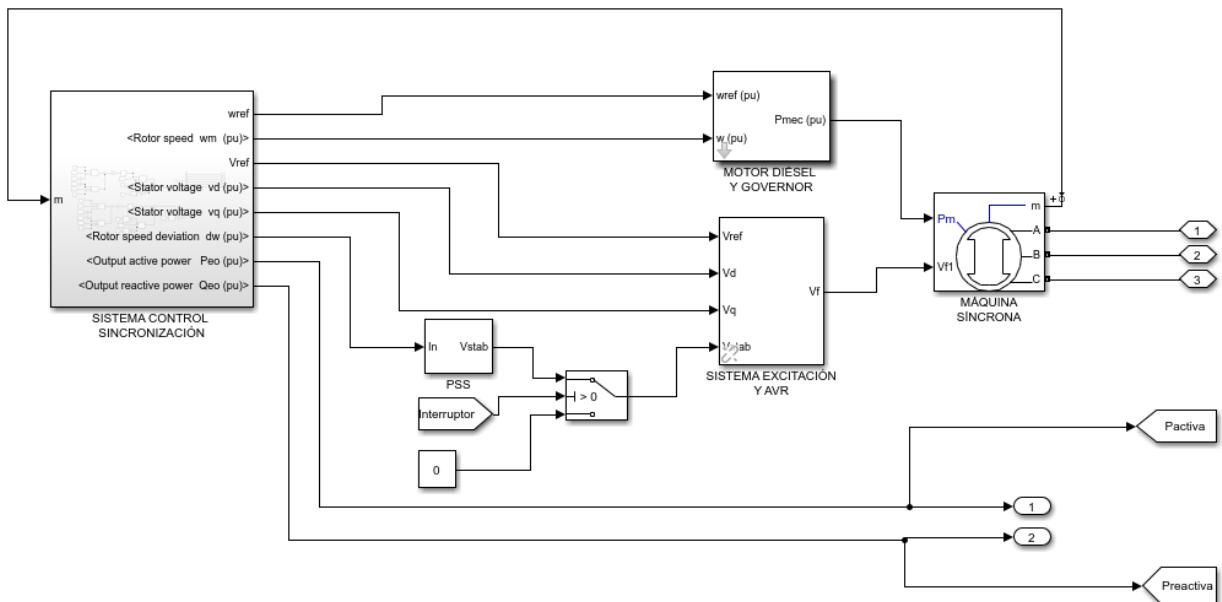 m
wref
<Rotor speed wm (pu)>
Vref
<Stator voltage vd (pu)>
<Stator voltage vq (pu)>
<Rotor speed deviation dw (pu)>
<Output active power Peo (pu)>
<Output reactive power Qeo (pu)>
SISTEMA CONTROL
SINCRONIZACIÓN
wref (pu)
w (pu)
Pmec (pu)
MOTOR DIÉSEL
Y GOVERNOR
Vref
Vd
Vq
Vstab
Vf
SISTEMA EXCITACIÓN
Y AVR
In
Vstab
PSS
Interruptor
> 0
0
Pm
Vf1
m
A
B
C
MÁQUINA
SÍNCRONA
1
2
3
Pactiva
1
2
Preactiva